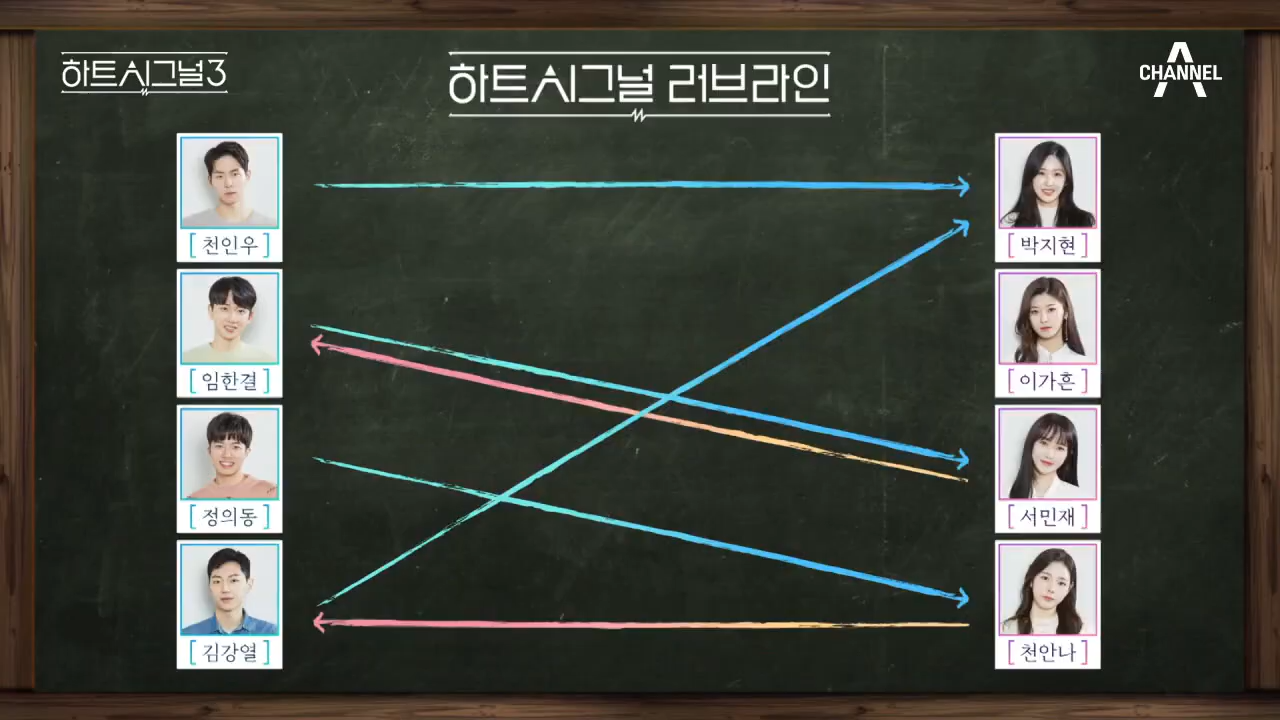 하트시그널3
하트시그널 러브라인
CHANNEL A
[천인우]
[박지현]
[임한결]
[이가흔]
[정의동]
[서민재]
[김강열]
[천안나]